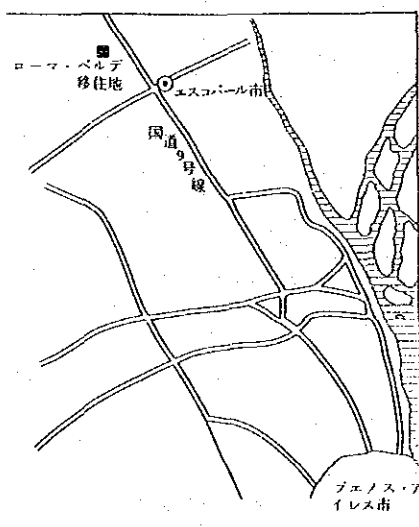 ローマ・ベルデ
移住地
エスコバール市
国道9号線
ブエノス・ア
イレス市